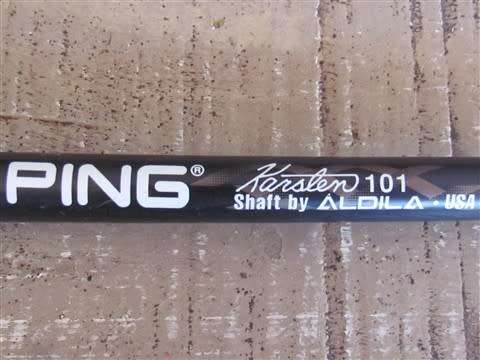 PING® Karsten 101
Shaft by ALDILA · USA